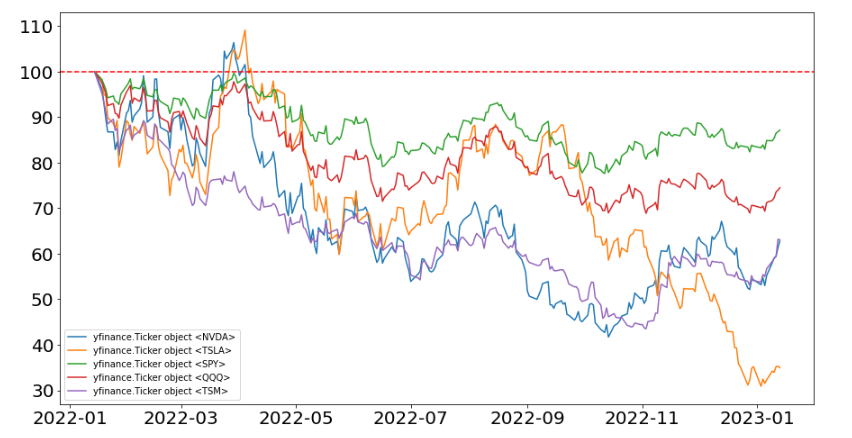 110
100
90
80
70
60
50
40
30
yfinance.Ticker object <NVDA>
yfinance.Ticker object <TSLA>
yfinance.Ticker object <SPY>
yfinance.Ticker object <QQQ>
yfinance.Ticker object <TSM>
2022-01 2022-03 2022-05 2022-07 2022-09 2022-11 2023-01